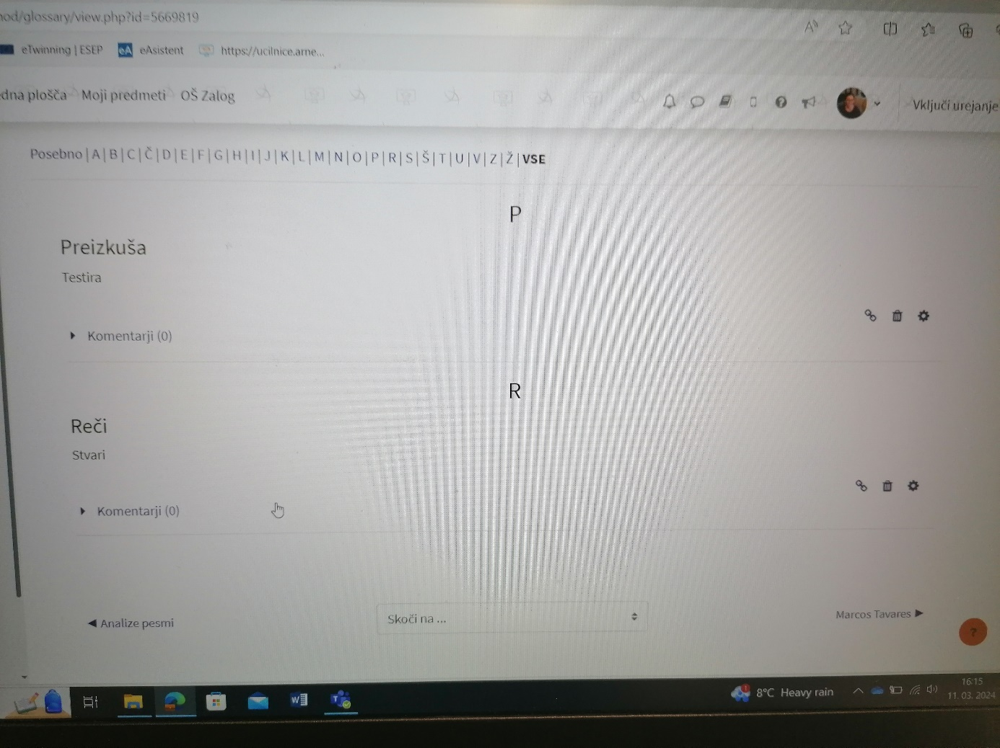 nod/glossary/view.php?id=5669819
eTwinning | ESEP eA eAsistent https://ucilnice.arne...
dna plošča Moji predmeti OŠ Zalog Vključi urejanje
Posebno | A | B | C | Č | D | E | F | G | H | I | J | K | L | M | N | O | P | R | S | Š | T | U | V | Z | Ž | VSE
P
Preizkuša
Testira
Komentarji (0)
R
Reči
Stvari
Komentarji (0)
◄ Analize pesmi
Skoči na ...
Marcos Tavares ►
?
8°C Heavy rain
16:15
11. 03. 2024